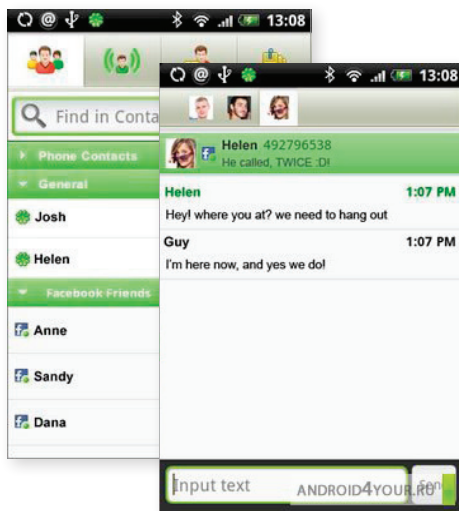 13:08
Find in Conta
Phone Contacts
General
Josh
Helen
Facebook Friends
Anne
Sandy
Dana
13:08
Helen 492796538
He called, TWICE :D!
Helen 1:07 PM
Hey! where you at? we need to hang out
Guy 1:07 PM
I'm here now, and yes we do!
Input text
Send
ANDROID4YOUR.RU